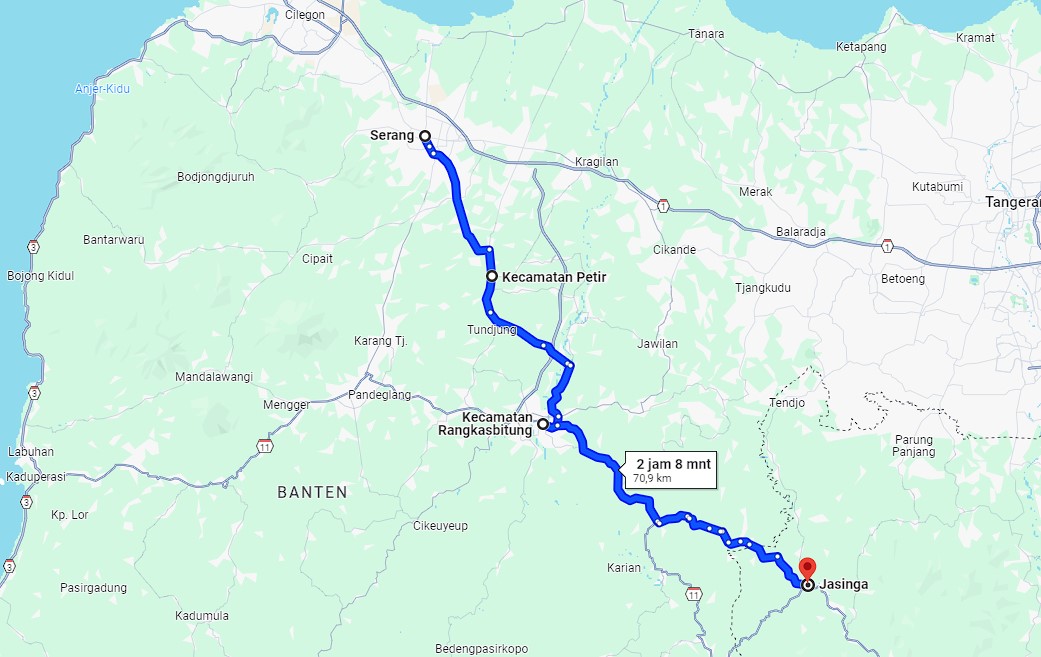 Cilegon
Tanara
Kramat
Ketapang
Anjer-Kidu
Serang
Kragilan
Bodjongdjuruh
Merak
Kutabumi
1
Tangerar
Balaradja
Bantarwaru
3
1
Cikande
Cipait
Bojong Kidul
Kecamatan Petir
Betoeng
Tjangkudu
Tundjung
Karang Tj.
Jawilan
Mandalawangi
3
Pandeglang
Mengger
Tendjo
Kecamatan
Rangkasbitung
11
Parung
Panjang
Labuhan
2 jam 8 mnt
70,9 km
Kaduperasi
BANTEN
3
Kp. Lor
Cikeuyeup
3
Karian
Pasirgadung
Jasinga
11
Kadumula
Bedengpasirkopo